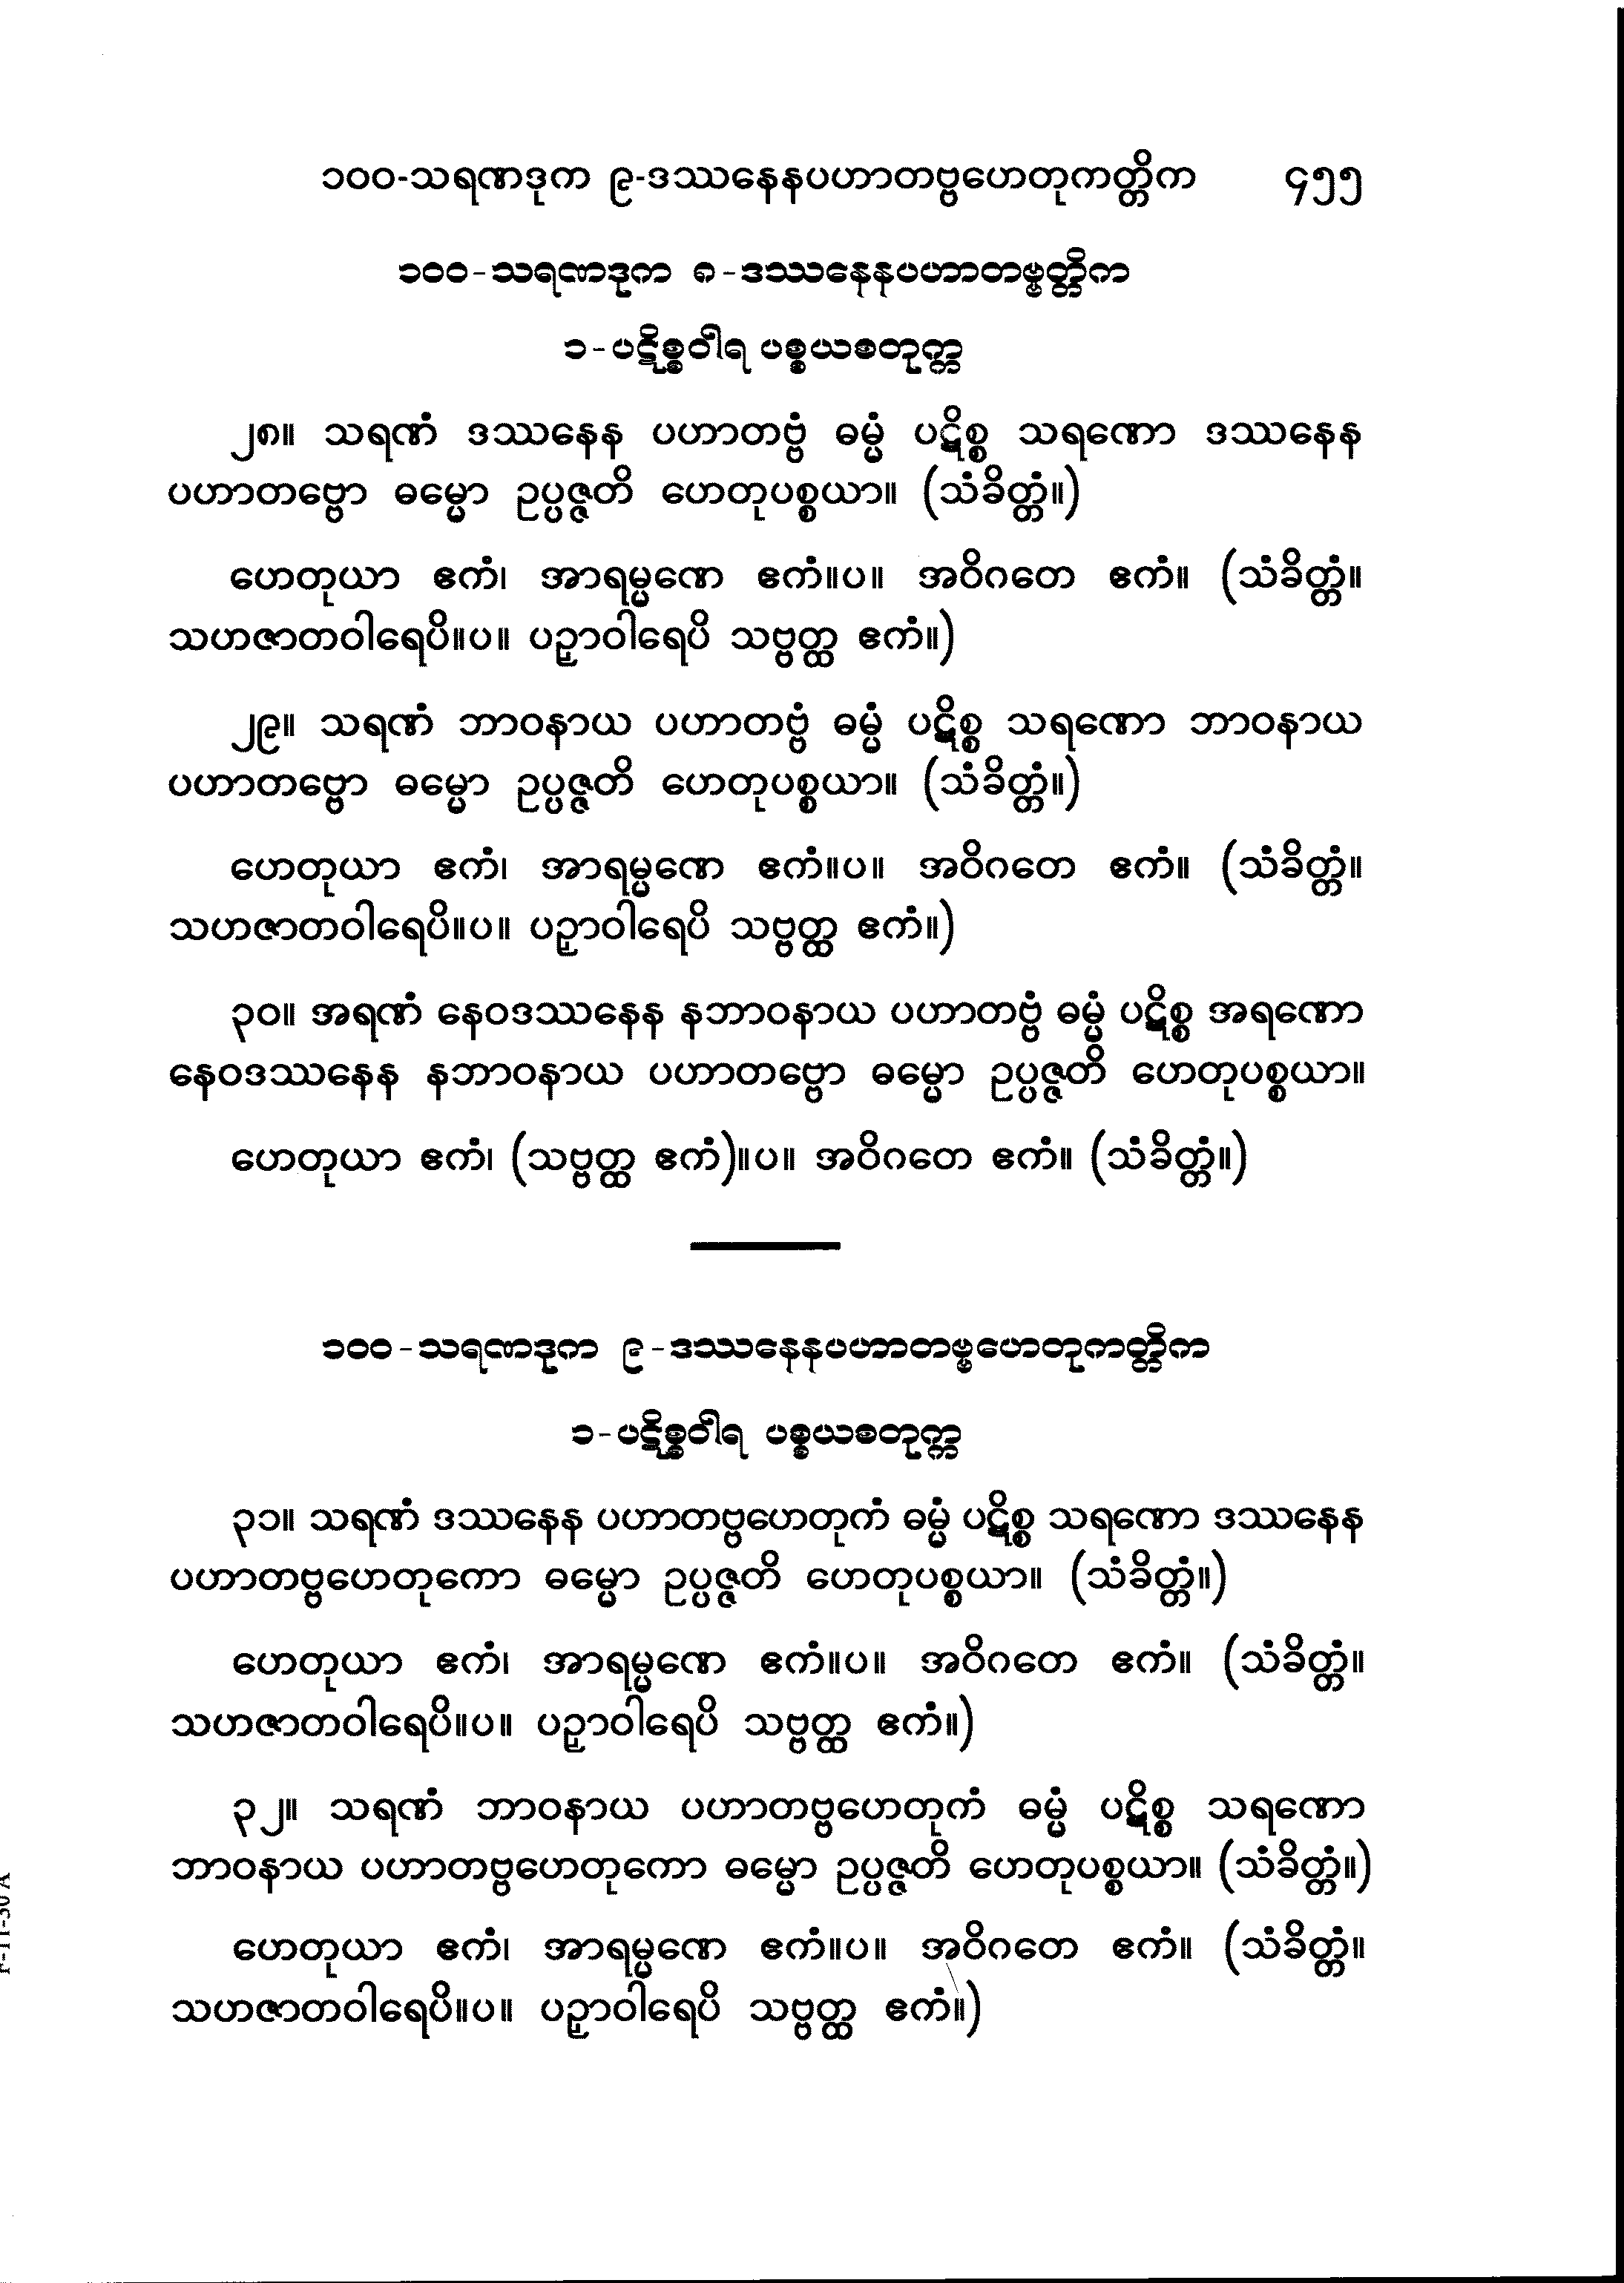 ၁၀၀-သရဏဒုက ၉-ဒဿနေနပဟာတဗ္ဗဟေတုကတ္တိက ၄၅၅
၁၀၀-သရဏဒုက ၈-ဒဿနေနပဟာတဗ္ဗတ္တိက
၁-ပဋိစ္စဝါရ ပစ္စယစတုက္က
၂၈။ သရဏံ ဒဿနေန ပဟာတဗ္ဗံ ဓမ္မံ ပဋိစ္စ သရဏော ဒဿနေန
ပဟာတဗ္ဗော ဓမ္မော ဥပ္ပဇ္ဇတိ ဟေတုပစ္စယာ။ (သံခိတ္တံ။)
ဟေတုယာ ဧကံ၊ အာရမ္မဏေ ဧကံ။ပ။ အဝိဂတေ ဧကံ။ (သံခိတ္တံ။
သဟဇာတဝါရေပိ။ပ။ ပဉှာဝါရေပိ သဗ္ဗတ္ထ ဧကံ။)
၂၉။ သရဏံ ဘာဝနာယ ပဟာတဗ္ဗံ ဓမ္မံ ပဋိစ္စ သရဏော ဘာဝနာယ
ပဟာတဗ္ဗော ဓမ္မော ဥပ္ပဇ္ဇတိ ဟေတုပစ္စယာ။ (သံခိတ္တံ။)
ဟေတုယာ ဧကံ၊ အာရမ္မဏေ ဧကံ။ပ။ အဝိဂတေ ဧကံ။ (သံခိတ္တံ။
သဟဇာတဝါရေပိ။ပ။ ပဉှာဝါရေပိ သဗ္ဗတ္ထ ဧကံ။)
၃၀။ အရဏံ နေဝဒဿနေန နဘာဝနာယ ပဟာတဗ္ဗံ ဓမ္မံ ပဋိစ္စ အရဏော
နေဝဒဿနေန နဘာဝနာယ ပဟာတဗ္ဗော ဓမ္မော ဥပ္ပဇ္ဇတိ ဟေတုပစ္စယာ။
ဟေတုယာ ဧကံ၊ (သဗ္ဗတ္ထ ဧကံ)။ပ။ အဝိဂတေ ဧကံ။ (သံခိတ္တံ။)
၁၀၀-သရဏဒုက ၉-ဒဿနေနပဟာတဗ္ဗဟေတုကတ္တိက
၁-ပဋိစ္စဝါရ ပစ္စယစတုက္က
၃၁။ သရဏံ ဒဿနေန ပဟာတဗ္ဗဟေတုကံ ဓမ္မံ ပဋိစ္စ သရဏော ဒဿနေန
ပဟာတဗ္ဗဟေတုကော ဓမ္မော ဥပ္ပဇ္ဇတိ ဟေတုပစ္စယာ။ (သံခိတ္တံ။)
ဟေတုယာ ဧကံ၊ အာရမ္မဏေ ဧကံ။ပ။ အဝိဂတေ ဧကံ။ (သံခိတ္တံ။
သဟဇာတဝါရေပိ။ပ။ ပဉှာဝါရေပိ သဗ္ဗတ္ထ ဧကံ။)
၃၂။ သရဏံ ဘာဝနာယ ပဟာတဗ္ဗဟေတုကံ ဓမ္မံ ပဋိစ္စ သရဏော
ဘာဝနာယ ပဟာတဗ္ဗဟေတုကော ဓမ္မော ဥပ္ပဇ္ဇတိ ဟေတုပစ္စယာ။ (သံခိတ္တံ။)
ဟေတုယာ ဧကံ၊ အာရမ္မဏေ ဧကံ။ပ။ အဝိဂတေ ဧကံ။ (သံခိတ္တံ။
သဟဇာတဝါရေပိ။ပ။ ပဉှာဝါရေပိ သဗ္ဗတ္ထ ဧကံ။)